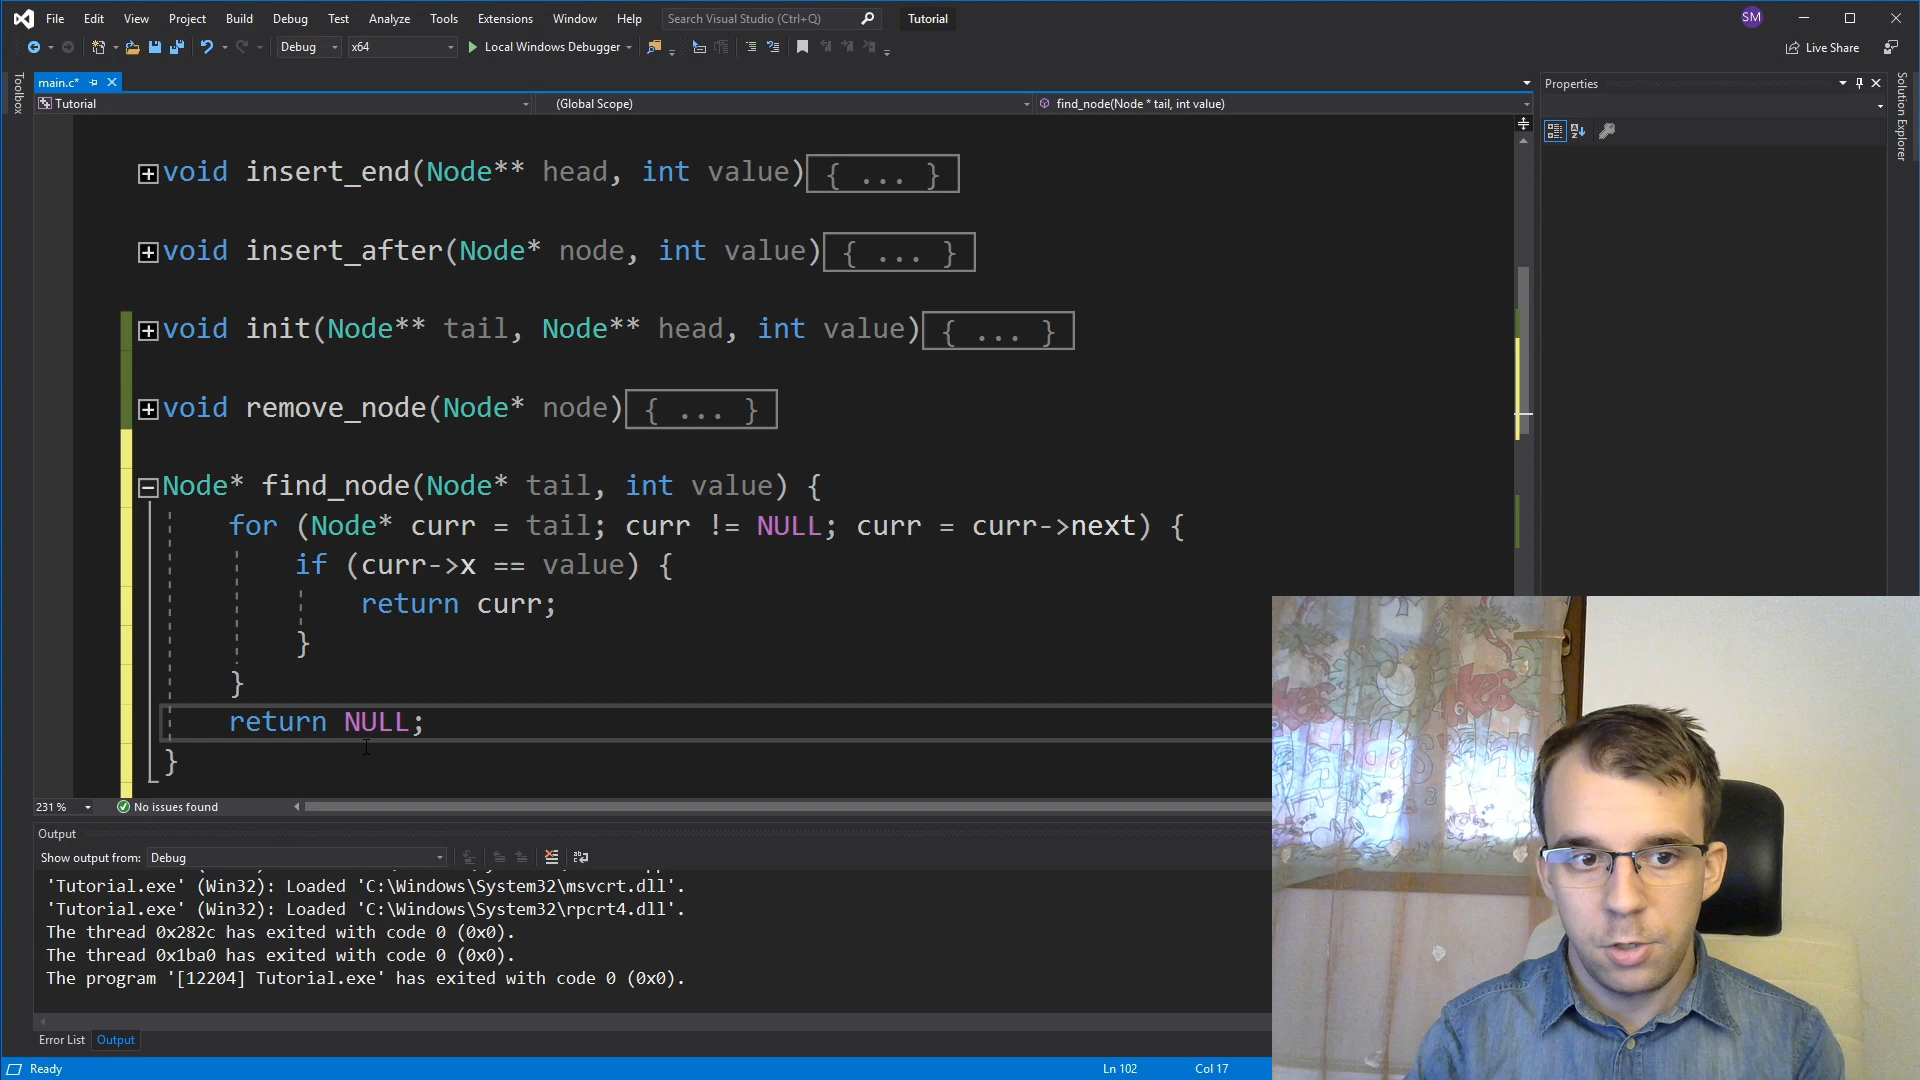 File Edit View Project Build Debug Test Analyze Tools Extensions Window Help Search Visual Studio (Ctrl+Q) Tutorial SM
Debug x64 Local Windows Debugger Live Share
Toolbox
main.c*
Properties
Solution Explorer
Tutorial (Global Scope) find_node(Node * tail, int value)
void insert_end(Node** head, int value){ ... }
void insert_after(Node* node, int value){ ... }
void init(Node** tail, Node** head, int value){ ... }
void remove_node(Node* node){ ... }
Node* find_node(Node* tail, int value) {
for (Node* curr = tail; curr != NULL; curr = curr->next) {
if (curr->x == value) {
return curr;
}
}
return NULL;
}
231 % No issues found
Output
Show output from: Debug
'Tutorial.exe' (Win32): Loaded 'C:\Windows\System32\msvcrt.dll'.
'Tutorial.exe' (Win32): Loaded 'C:\Windows\System32\rpcrt4.dll'.
The thread 0x282c has exited with code 0 (0x0).
The thread 0x1ba0 has exited with code 0 (0x0).
The program '[12204] Tutorial.exe' has exited with code 0 (0x0).
Error List Output
Ready Ln 102 Col 17